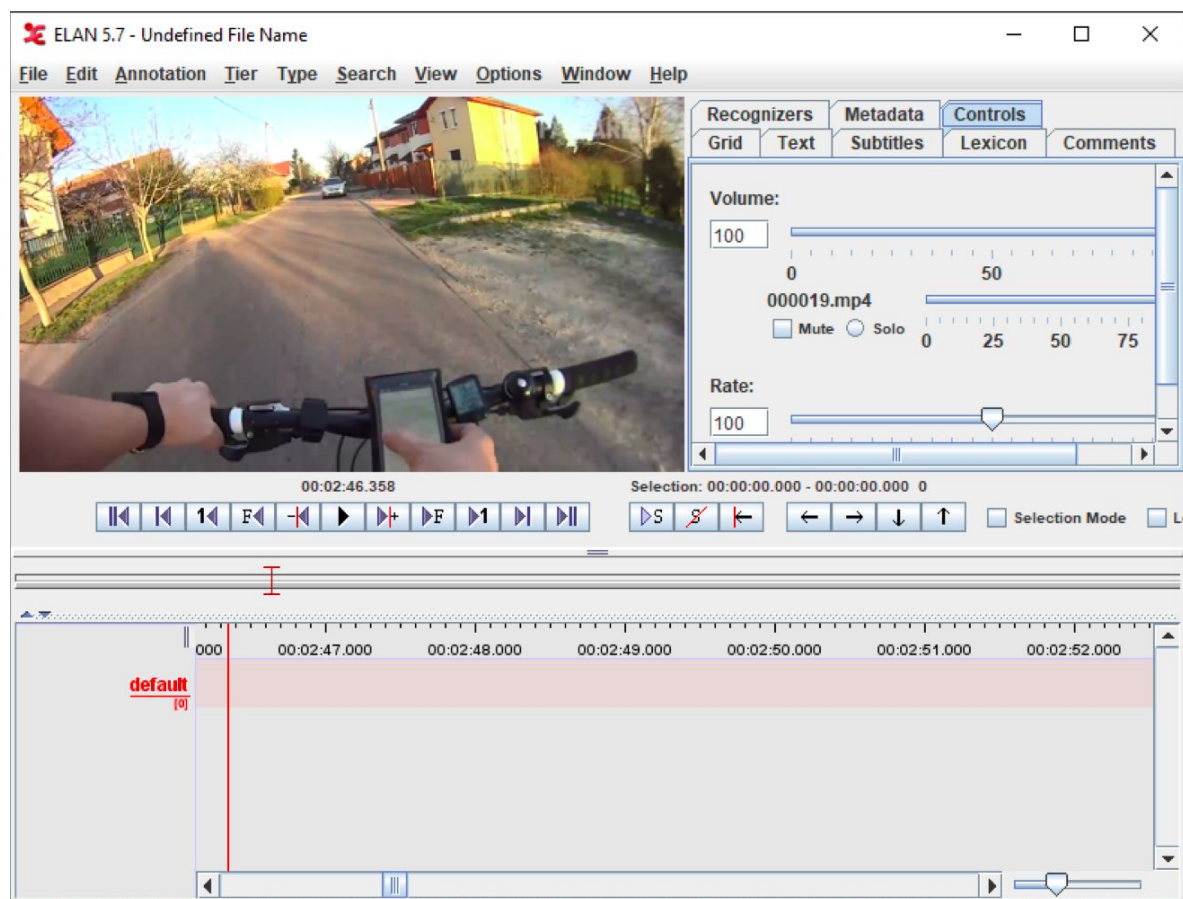 ELAN 5.7 - Undefined File Name
File Edit Annotation Tier Type Search View Options Window Help
Recognizers Metadata Controls
Grid Text Subtitles Lexicon Comments
Volume:
100
0 50
000019.mp4
Mute Solo
0 25 50 75
Rate:
100
00:02:46.358
Selection: 00:00:00.000 - 00:00:00.000 0
1 F + F 1 S S Selection Mode L
000 00:02:47.000 00:02:48.000 00:02:49.000 00:02:50.000 00:02:51.000 00:02:52.000
default
[0]